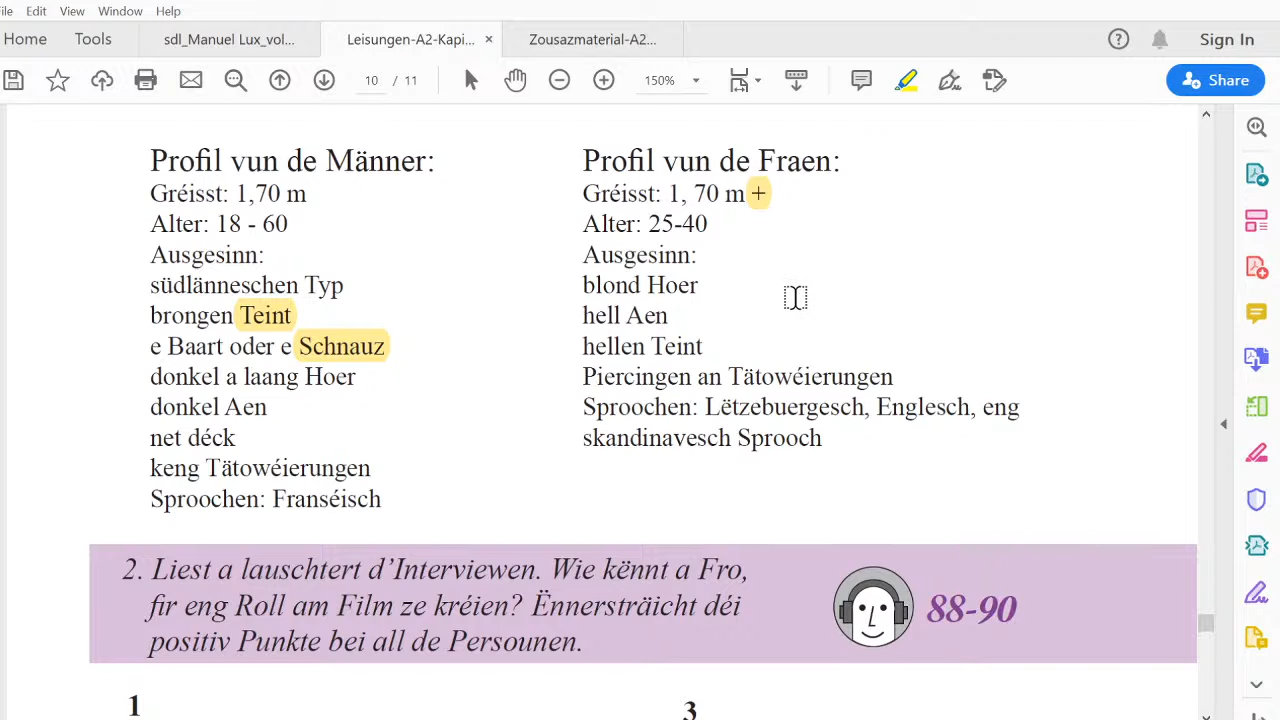 File Edit View Window Help
Home Tools sdl_Manuel Lux_vol... Leisungen-A2-Kapi... × Zousazmaterial-A2... Sign In
10 / 11 150% Share
Profil vun de Männer:
Gréisst: 1,70 m
Alter: 18 - 60
Ausgesinn:
südlänneschen Typ
brongen Teint
e Baart oder e Schnauz
donkel a laang Hoer
donkel Aen
net déck
keng Tätowéierungen
Sproochen: Franséisch
Profil vun de Fraen:
Gréisst: 1, 70 m +
Alter: 25-40
Ausgesinn:
blond Hoer
hell Aen
hellen Teint
Piercingen an Tätowéierungen
Sproochen: Lëtzebuergesch, Englesch, eng
skandinavesch Sprooch
2. Liest a lauschtert d’Interviewen. Wie kënnt a Fro,
fir eng Roll am Film ze kréien? Ënnersträicht déi
positiv Punkte bei all de Persounen.
88-90
1
3